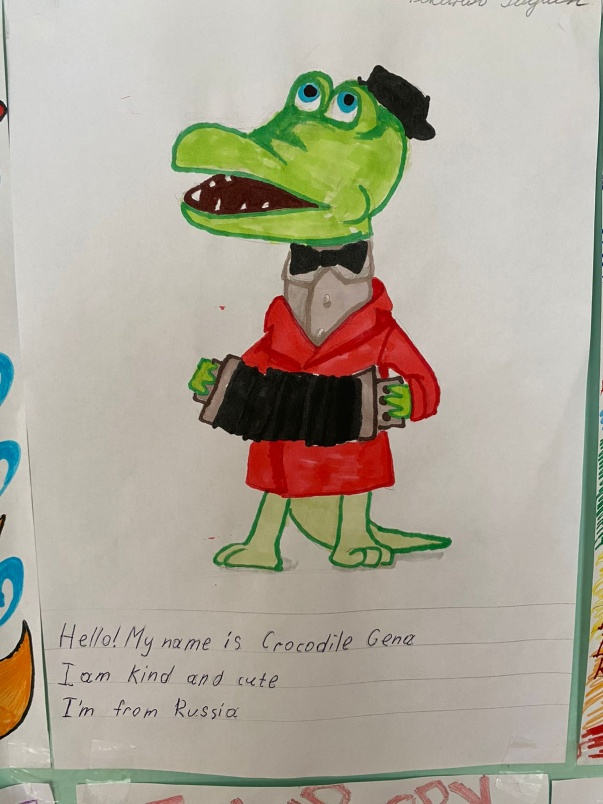 Hello! My name is Crocodile Gena
I am kind and cute
I'm from Russia